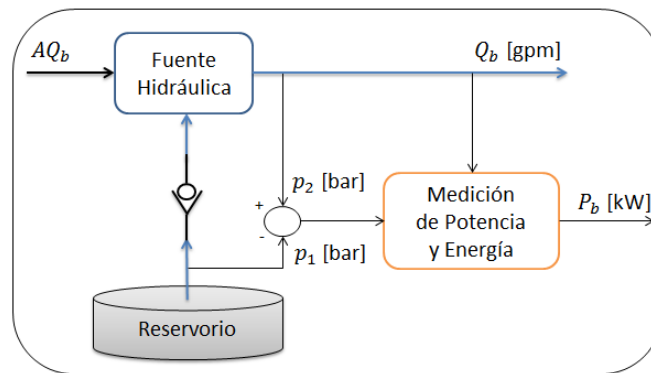 AQ_b
Fuente
Hidráulica
Q_b [gpm]
p_2 [bar]
+
-
p_1 [bar]
Medición
de Potencia
y Energía
P_b [kW]
Reservorio